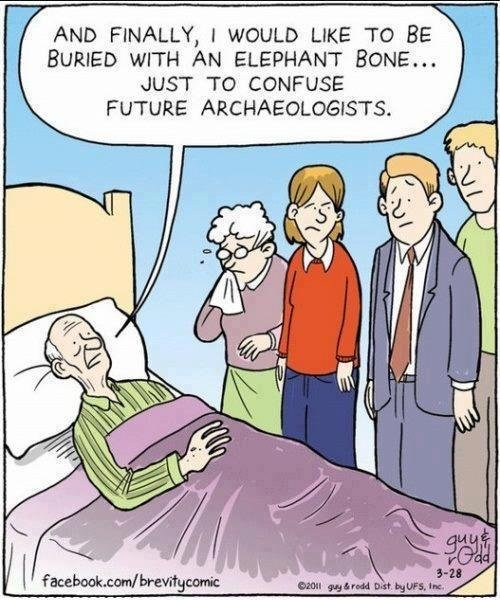 AND FINALLY, I WOULD LIKE TO BE
BURIED WITH AN ELEPHANT BONE...
JUST TO CONFUSE
FUTURE ARCHAEOLOGISTS.
guy &
rodd
3-28
facebook.com/brevitycomic
©2011 guy & rodd Dist. by UFS, Inc.